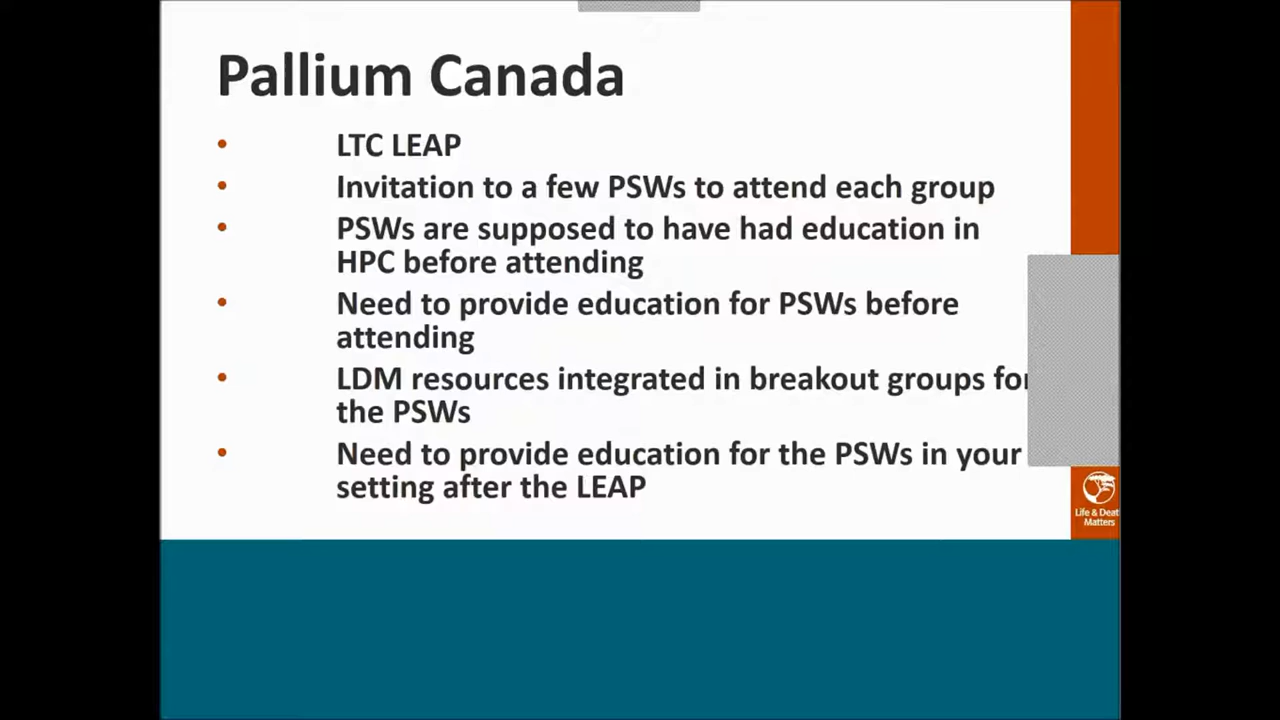 Pallium Canada
• LTC LEAP
• Invitation to a few PSWs to attend each group
• PSWs are supposed to have had education in
HPC before attending
• Need to provide education for PSWs before
attending
• LDM resources integrated in breakout groups for
the PSWs
• Need to provide education for the PSWs in your
setting after the LEAP
Life & Deat
Matters